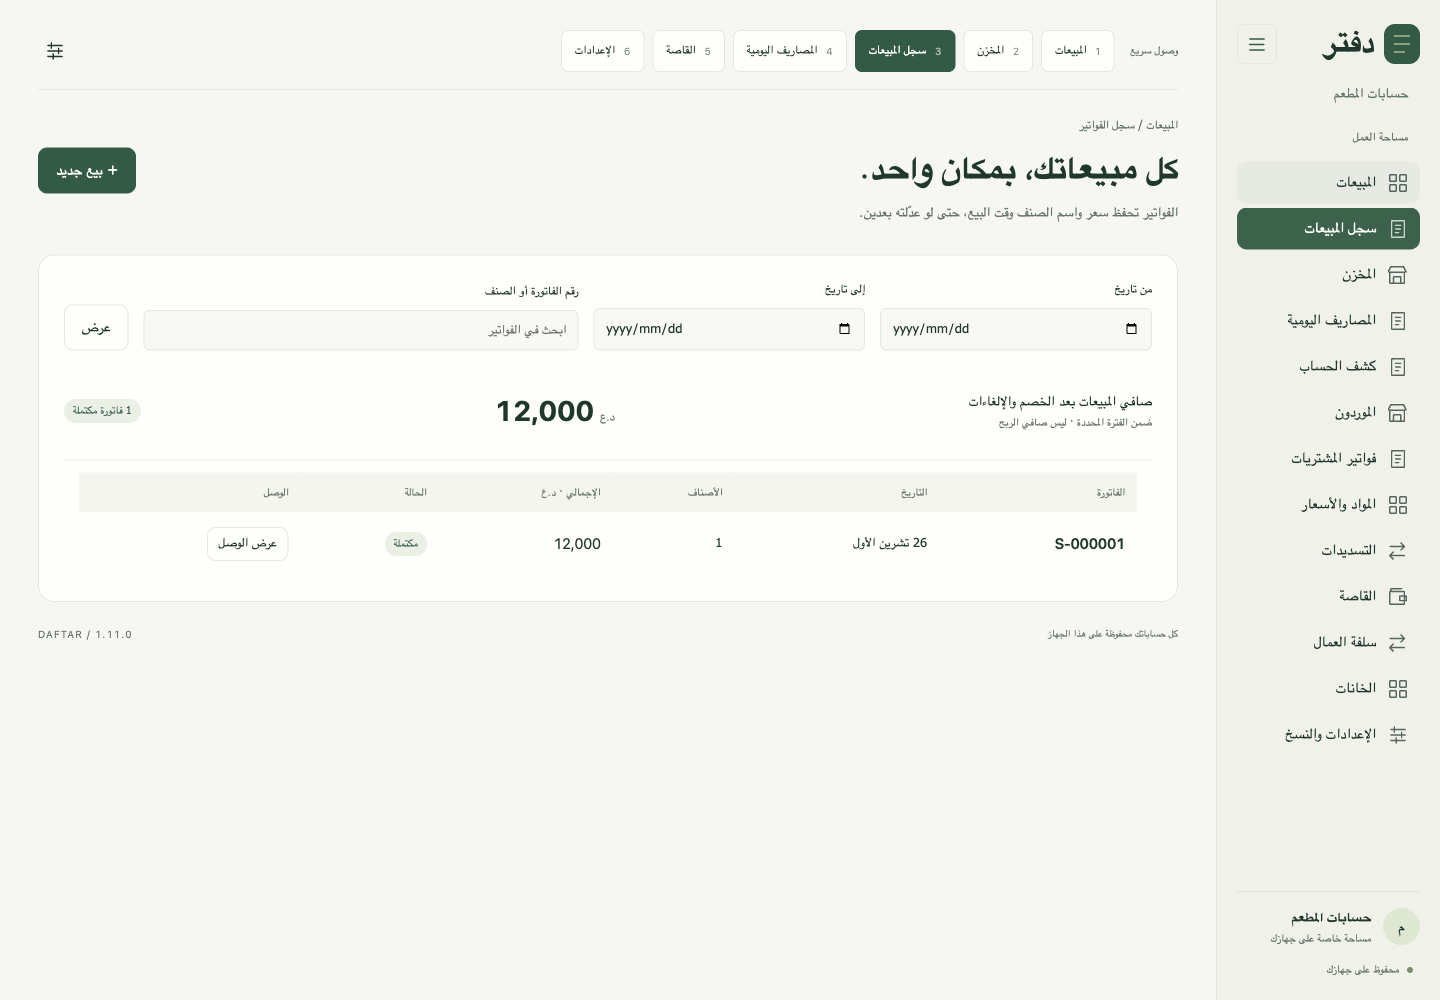 دفتر
حسابات المطعم
مساحة العمل
المبيعات
سجل المبيعات
المخزن
المصاريف اليومية
كشف الحساب
الموردون
فواتير المشتريات
المواد والأسعار
التسديدات
القاصة
سلفة العمال
الخانات
الإعدادات والنسخ
حسابات المطعم
م
مساحة خاصة على جهازك
محفوظ على جهازك
وصول سريع
1 المبيعات
2 المخزن
3 سجل المبيعات
4 المصاريف اليومية
5 القاصة
6 الإعدادات
المبيعات / سجل الفواتير
كل مبيعاتك، بمكان واحد.
+ بيع جديد
الفواتير تحفظ سعر واسم الصنف وقت البيع، حتى لو عدّلته بعدين.
من تاريخ
yyyy/mm/dd
إلى تاريخ
yyyy/mm/dd
رقم الفاتورة أو الصنف
ابحث في الفواتير
عرض
صافي المبيعات بعد الخصم والإلغاءات
ضمن الفترة المحددة · ليس صافي الربح
12,000 د.ع
1 فاتورة مكتملة
الفاتورة التاريخ الأصناف الإجمالي · د.ع الحالة الوصل
S-000001 26 تشرين الأول 1 12,000 مكتملة عرض الوصل
كل حساباتك محفوظة على هذا الجهاز
DAFTAR / 1.11.0